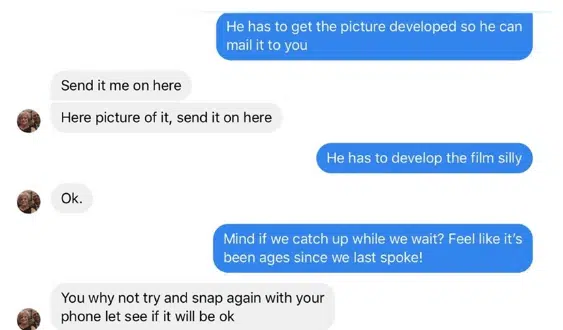 He has to get the picture developed so he can
mail it to you
Send it me on here
Here picture of it, send it on here
He has to develop the film silly
Ok.
Mind if we catch up while we wait? Feel like it's
been ages since we last spoke!
You why not try and snap again with your
phone let see if it will be ok